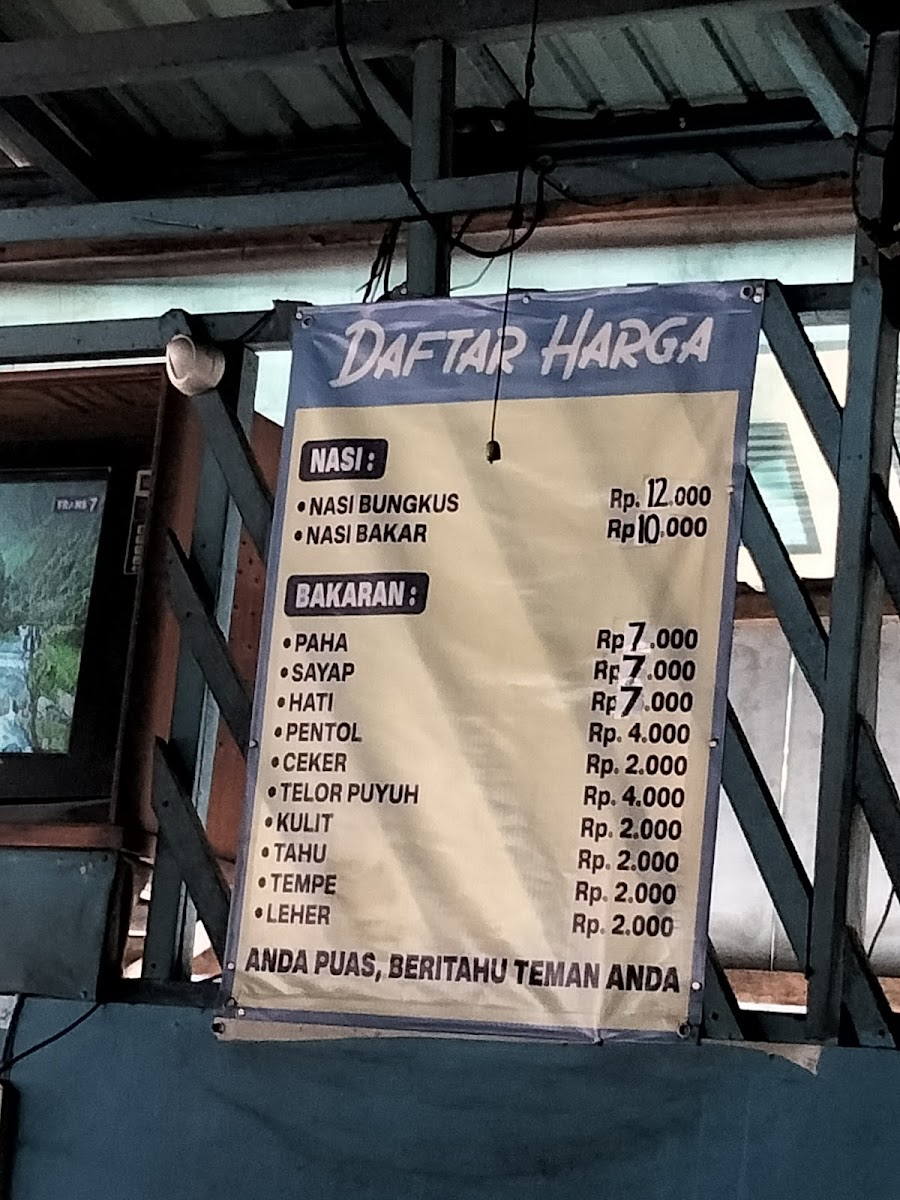 DAFTAR HARGA
NASI :
• NASI BUNGKUS Rp. 12.000
• NASI BAKAR Rp 10.000
BAKARAN :
• PAHA Rp 7.000
• SAYAP Rp 7.000
• HATI Rp 7.000
• PENTOL Rp. 4.000
• CEKER Rp. 2.000
• TELOR PUYUH Rp. 4.000
• KULIT Rp. 2.000
• TAHU Rp. 2.000
• TEMPE Rp. 2.000
• LEHER Rp. 2.000
ANDA PUAS, BERITAHU TEMAN ANDA
TRANS 7